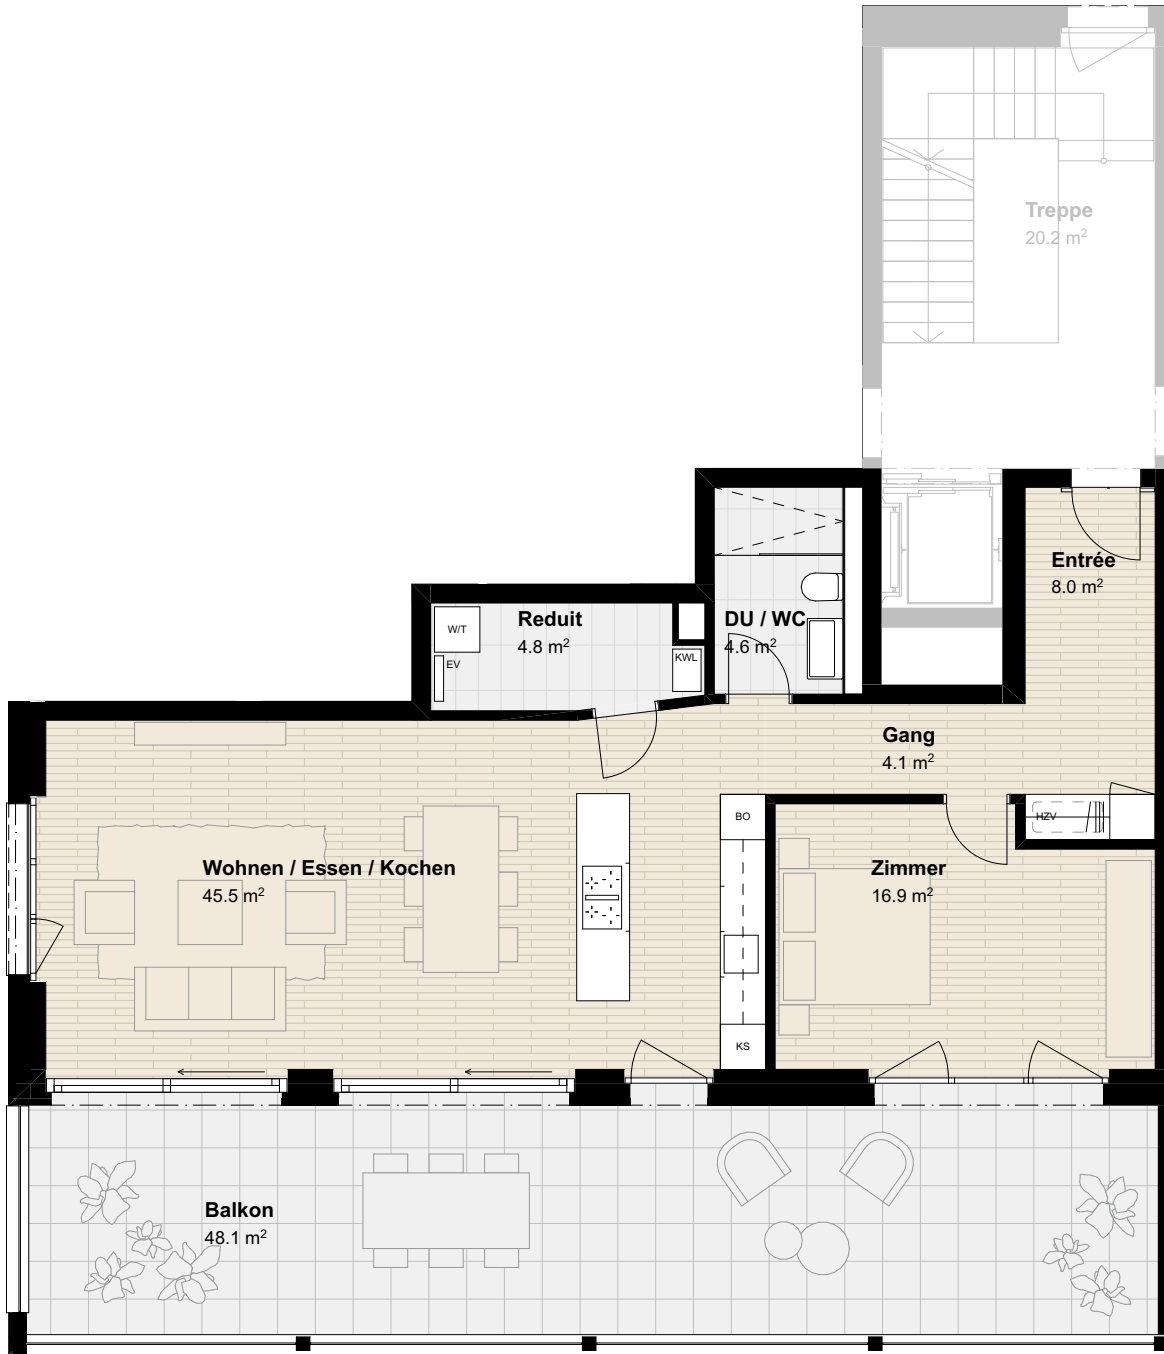 Treppe
20.2 m²
Entrée
8.0 m²
Reduit
4.8 m²
DU / WC
4.6 m²
W/T
EV
KWL
Gang
4.1 m²
BO
HZV
Wohnen / Essen / Kochen
45.5 m²
Zimmer
16.9 m²
KS
Balkon
48.1 m²